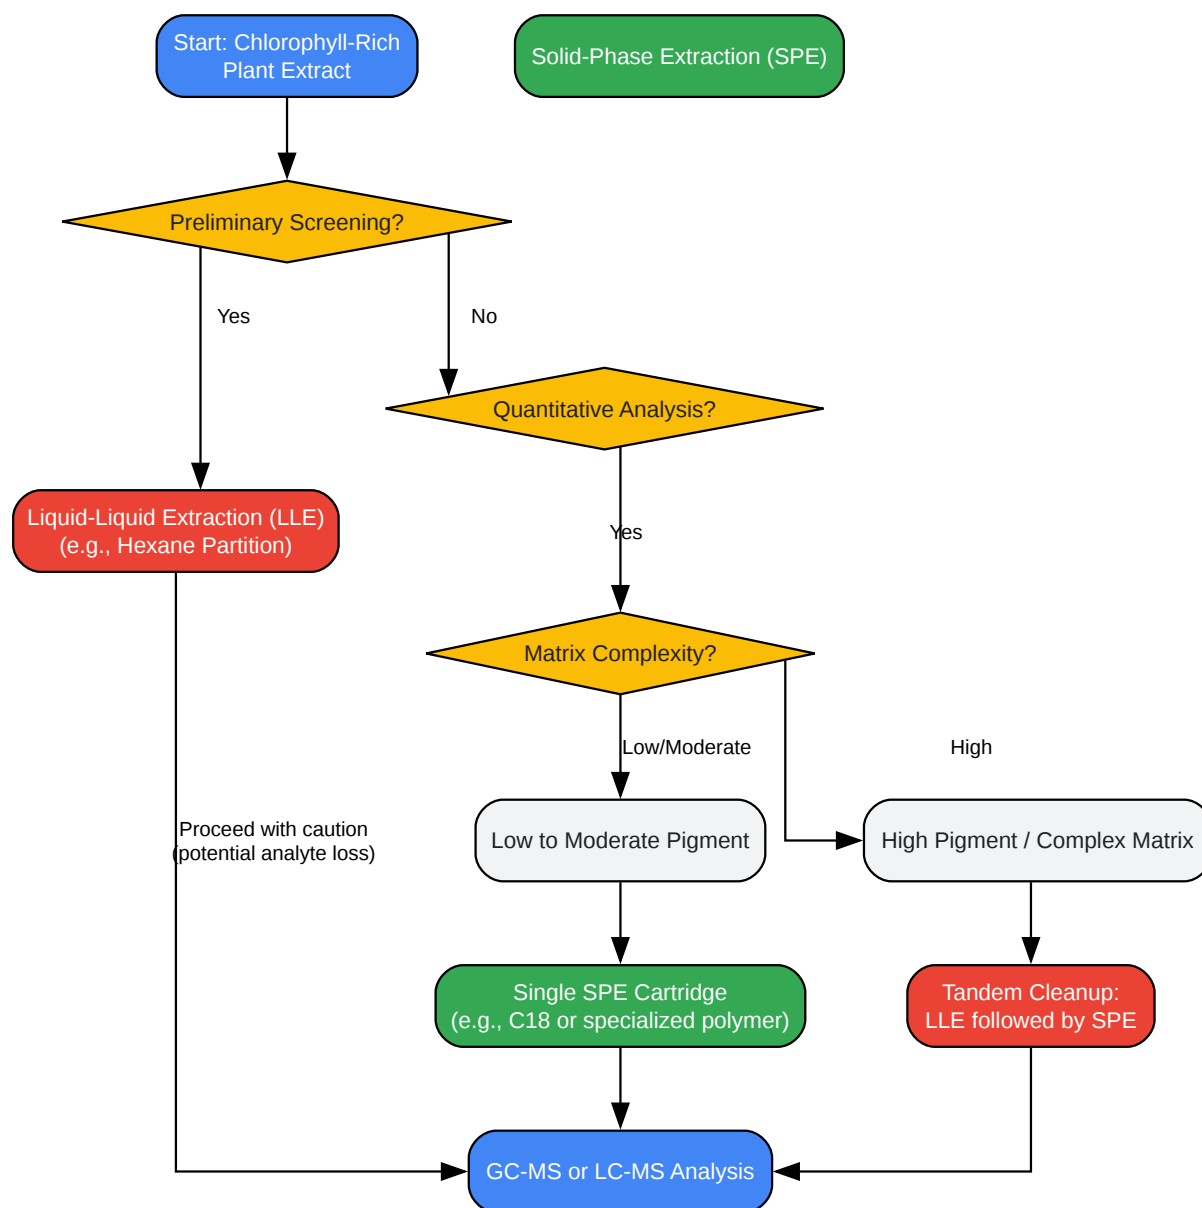 Start: Chlorophyll-Rich
Plant Extract
Solid-Phase Extraction (SPE)
Preliminary Screening?
Yes
No
Quantitative Analysis?
Liquid-Liquid Extraction (LLE)
(e.g., Hexane Partition)
Yes
Matrix Complexity?
Low/Moderate
High
Proceed with caution
(potential analyte loss)
Low to Moderate Pigment
High Pigment / Complex Matrix
Single SPE Cartridge
(e.g., C18 or specialized polymer)
Tandem Cleanup:
LLE followed by SPE
GC-MS or LC-MS Analysis